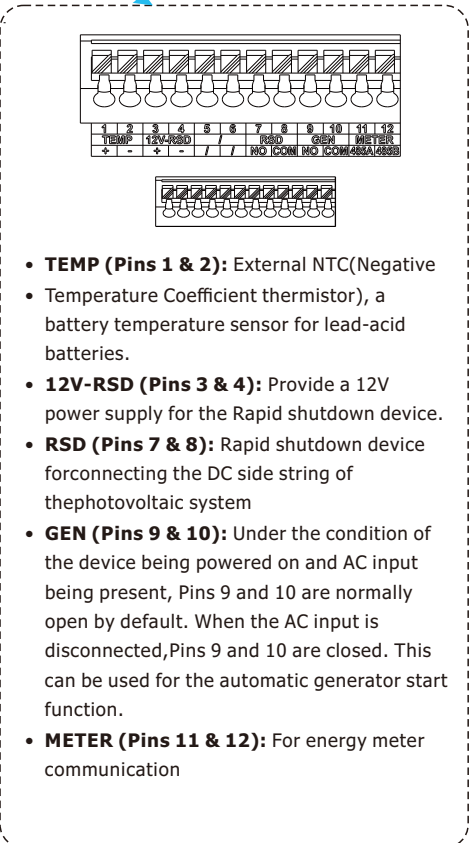 1 2 3 4 5 6 7 8 9 10 11 12
TEMP 12V-RSD / RSD GEN METER
+ - + - / / NO COM NO COM 485A 485B
• TEMP (Pins 1 & 2): External NTC(Negative
• Temperature Coefficient thermistor), a
battery temperature sensor for lead-acid
batteries.
• 12V-RSD (Pins 3 & 4): Provide a 12V
power supply for the Rapid shutdown device.
• RSD (Pins 7 & 8): Rapid shutdown device
forconnecting the DC side string of
thephotovoltaic system
• GEN (Pins 9 & 10): Under the condition of
the device being powered on and AC input
being present, Pins 9 and 10 are normally
open by default. When the AC input is
disconnected,Pins 9 and 10 are closed. This
can be used for the automatic generator start
function.
• METER (Pins 11 & 12): For energy meter
communication